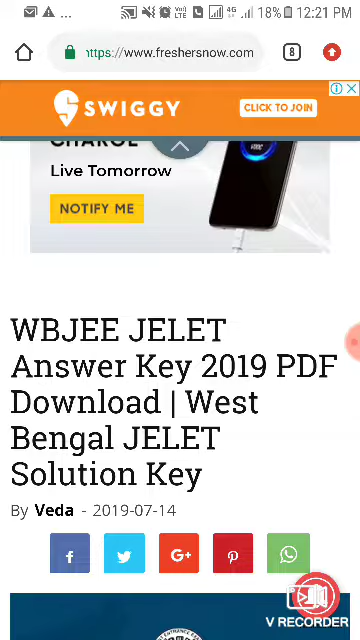 ... 18% 12:21 PM
https://www.freshersnow.com 8
SWIGGY CLICK TO JOIN
CHARGE
Live Tomorrow
NOTIFY ME
WBJEE JELET
Answer Key 2019 PDF
Download | West
Bengal JELET
Solution Key
By Veda - 2019-07-14
f G+
V RECORDER